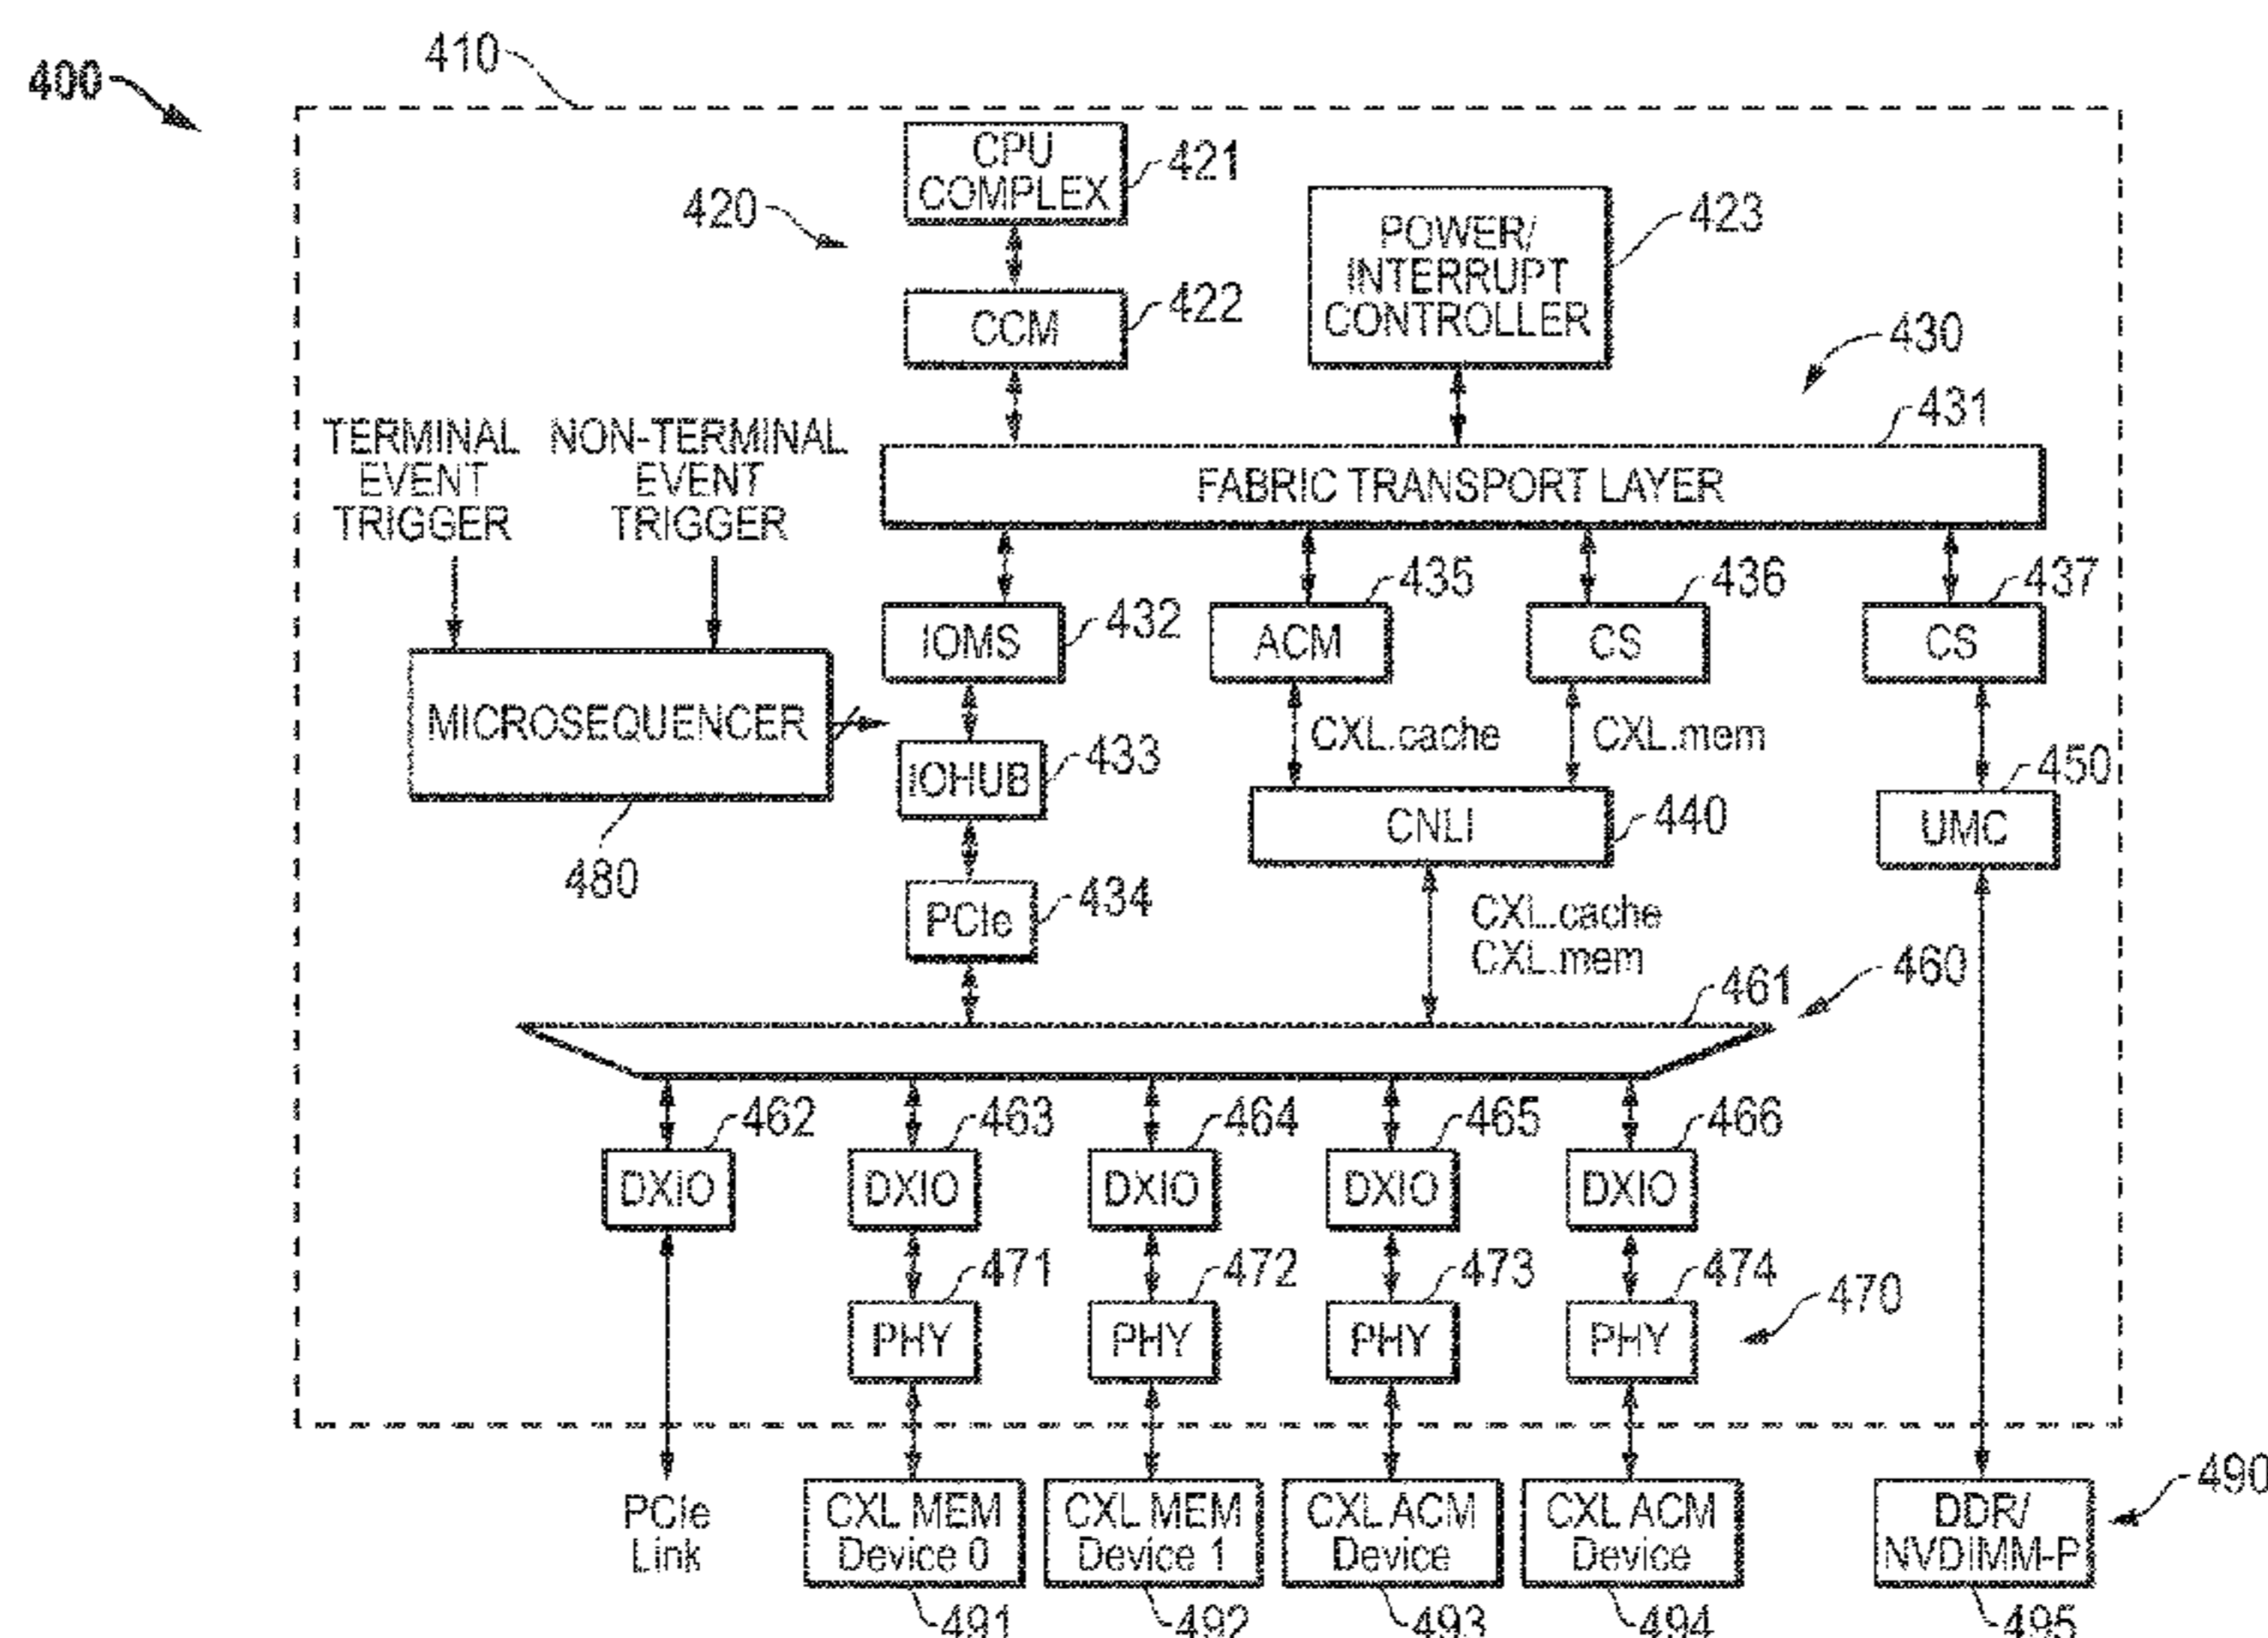 400
410
CPU
COMPLEX
421
420
POWER/
INTERRUPT
CONTROLLER
423
CCM
422
430
431
TERMINAL
EVENT
TRIGGER
NON-TERMINAL
EVENT
TRIGGER
FABRIC TRANSPORT LAYER
IOMS
432
ACM
435
CS
436
CS
437
MICROSEQUENCER
480
IOHUB
433
CXL.cache
CXL.mem
CNLI
440
UMC
450
PCIe
434
CXL.cache
CXL.mem
460
461
462
463
464
465
466
DXIO
DXIO
DXIO
DXIO
DXIO
471
472
473
474
470
PHY
PHY
PHY
PHY
PCIe
Link
CXL MEM
Device 0
CXL MEM
Device 1
CXL ACM
Device
CXL ACM
Device
DDR/
NVDIMM-P
490
491
492
493
494
495